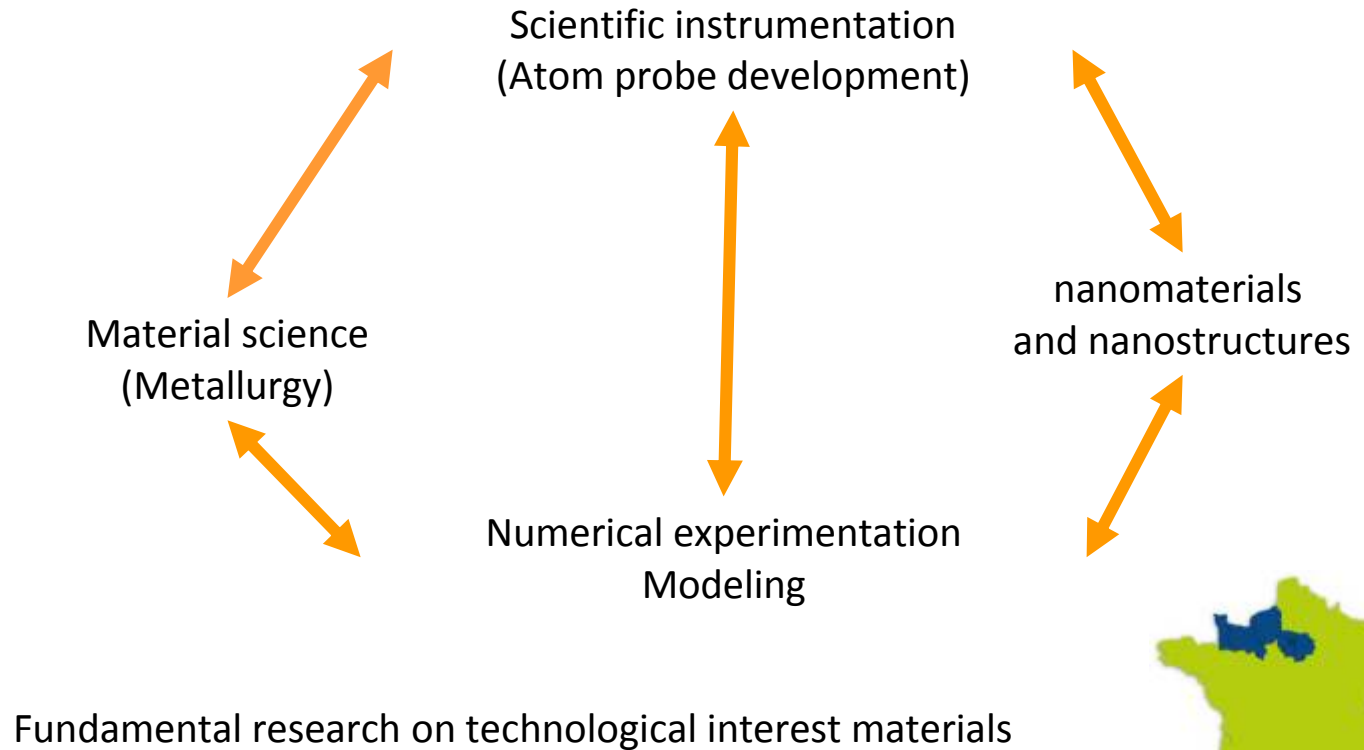 Scientific instrumentation
(Atom probe development)
Material science
(Metallurgy)
nanomaterials
and nanostructures
Numerical experimentation
Modeling
Fundamental research on technological interest materials